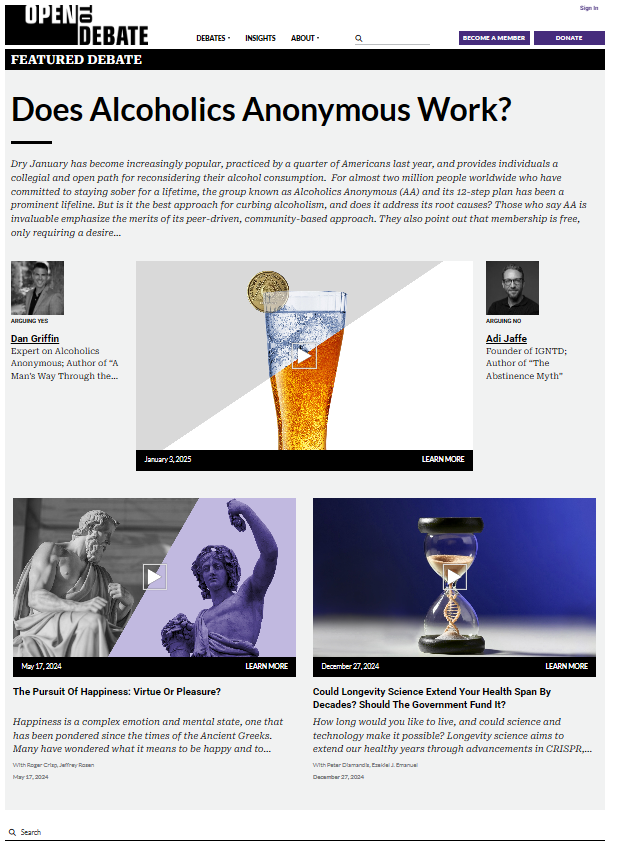 OPEN TO DEBATE
Sign In
DEBATES
INSIGHTS
ABOUT
BECOME A MEMBER
DONATE
FEATURED DEBATE
Does Alcoholics Anonymous Work?
Dry January has become increasingly popular, practiced by a quarter of Americans last year, and provides individuals a
collegial and open path for reconsidering their alcohol consumption. For almost two million people worldwide who have
committed to staying sober for a lifetime, the group known as Alcoholics Anonymous (AA) and its 12-step plan has been a
prominent lifeline. But is it the best approach for curbing alcoholism, and does it address its root causes? Those who say AA is
invaluable emphasize the merits of its peer-driven, community-based approach. They also point out that membership is free,
only requiring a desire...
ARGUING YES
Dan Griffin
Expert on Alcoholics
Anonymous; Author of “A
Man’s Way Through the...
January 3, 2025
LEARN MORE
ARGUING NO
Adi Jaffe
Founder of IGNTD;
Author of “The
Abstinence Myth”
May 17, 2024
LEARN MORE
The Pursuit Of Happiness: Virtue Or Pleasure?
Happiness is a complex emotion and mental state, one that
has been pondered since the times of the Ancient Greeks.
Many have wondered what it means to be happy and to...
With Roger Crisp, Jeffrey Rosen
May 17, 2024
December 27, 2024
LEARN MORE
Could Longevity Science Extend Your Health Span By
Decades? Should The Government Fund It?
How long would you like to live, and could science and
technology make it possible? Longevity science aims to
extend our healthy years through advancements in CRISPR,...
With Peter Diamandis, Ezekiel J. Emanuel
December 27, 2024
Search